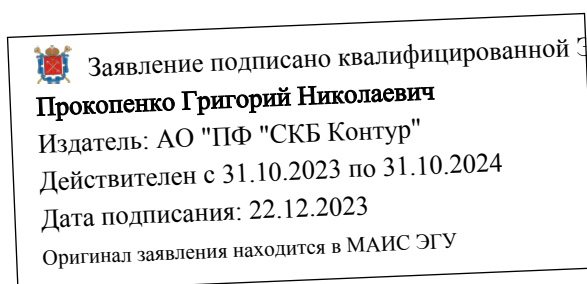 Заявление подписано квалифицированной
Прокопенко Григорий Николаевич
Издатель: АО "ПФ "СКБ Контур"
Действителен с 31.10.2023 по 31.10.2024
Дата подписания: 22.12.2023
Оригинал заявления находится в МАИС ЭГУ